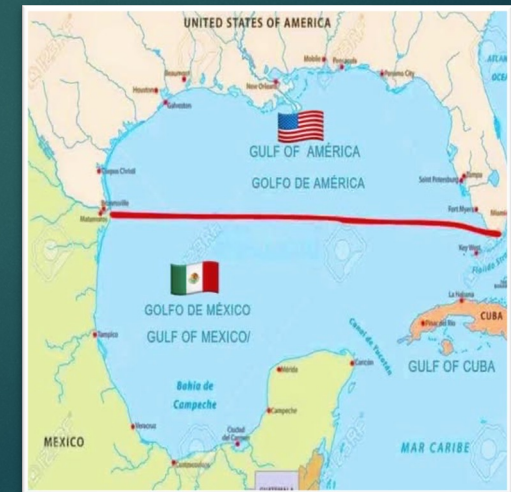 UNITED STATES OF AMERICA
Mobile
Pensacola
Beaumont
Panama City
Houston
New Orleans
Galveston
GULF OF AMÉRICA
GOLFO DE AMÉRICA
Corpus Christi
Saint Petersburg
Tampa
Brownsville
Matamoros
Fort Myers
Miami
Key West
Florida
GOLFO DE MÉXICO
GULF OF MEXICO/
La Habana
CUBA
Pinar del Río
Tampico
Canal de Yucatán
GULF OF CUBA
Cancún
Mérida
Bahía de
Campeche
Campeche
Veracruz
Ciudad
del Carmen
MEXICO
Coatzacoalcos
MAR CARIBE